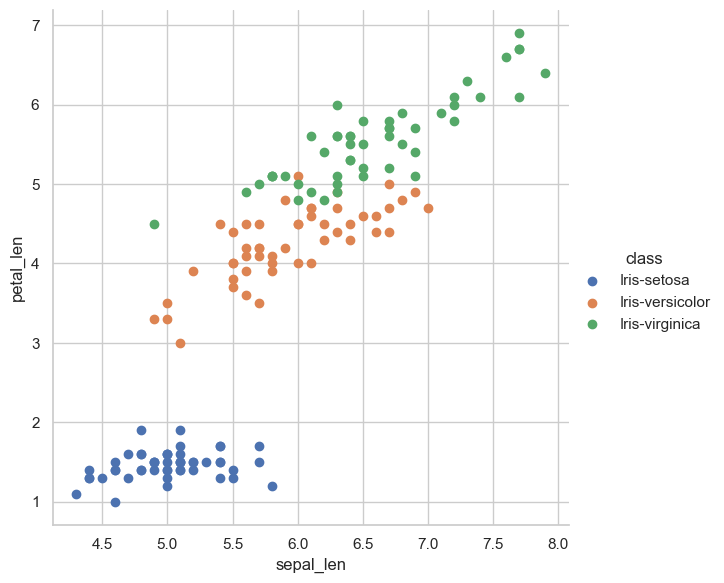 7
6
5
4
3
2
1
petal_len
4.5 5.0 5.5 6.0 6.5 7.0 7.5 8.0
sepal_len
class
Iris-setosa
Iris-versicolor
Iris-virginica